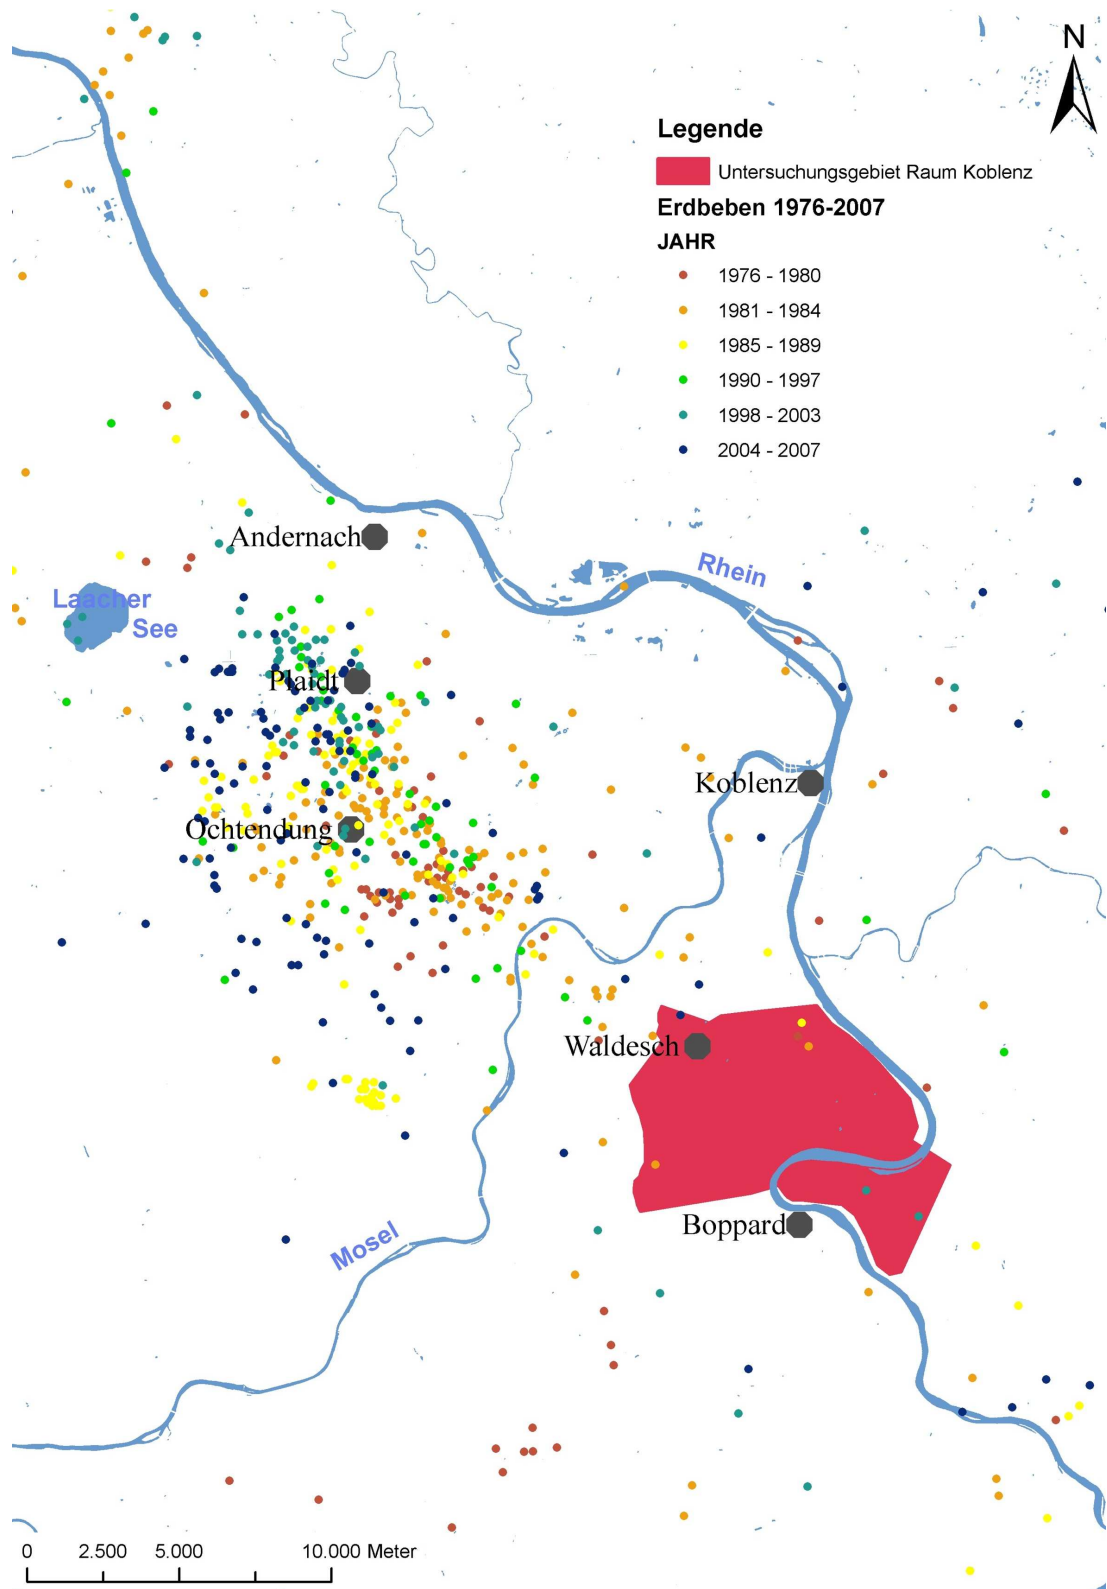 N
Legende
Untersuchungsgebiet Raum Koblenz
Erdbeben 1976-2007
JAHR
1976 - 1980
1981 - 1984
1985 - 1989
1990 - 1997
1998 - 2003
2004 - 2007
Andernach
Rhein
Laacher
See
Plaidt
Koblenz
Ochtendung
Waldesch
Boppard
Mosel
0 2.500 5.000 10.000 Meter